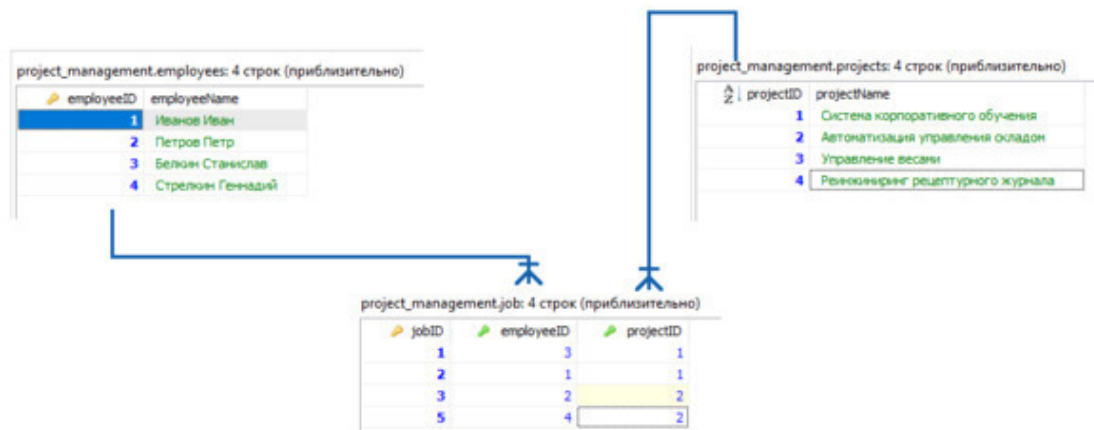 project_management.employees: 4 строк (приблизительно)
employeeID employeeName
1 Иванов Иван
2 Петров Петр
3 Белкин Станислав
4 Стрелкин Геннадий
project_management.projects: 4 строк (приблизительно)
projectID projectName
1 Система корпоративного обучения
2 Автоматизация управления складом
3 Управление весами
4 Реинжиниринг рецептурного журнала
project_management.job: 4 строк (приблизительно)
jobID employeeID projectID
1 3 1
2 1 1
3 2 2
5 4 2